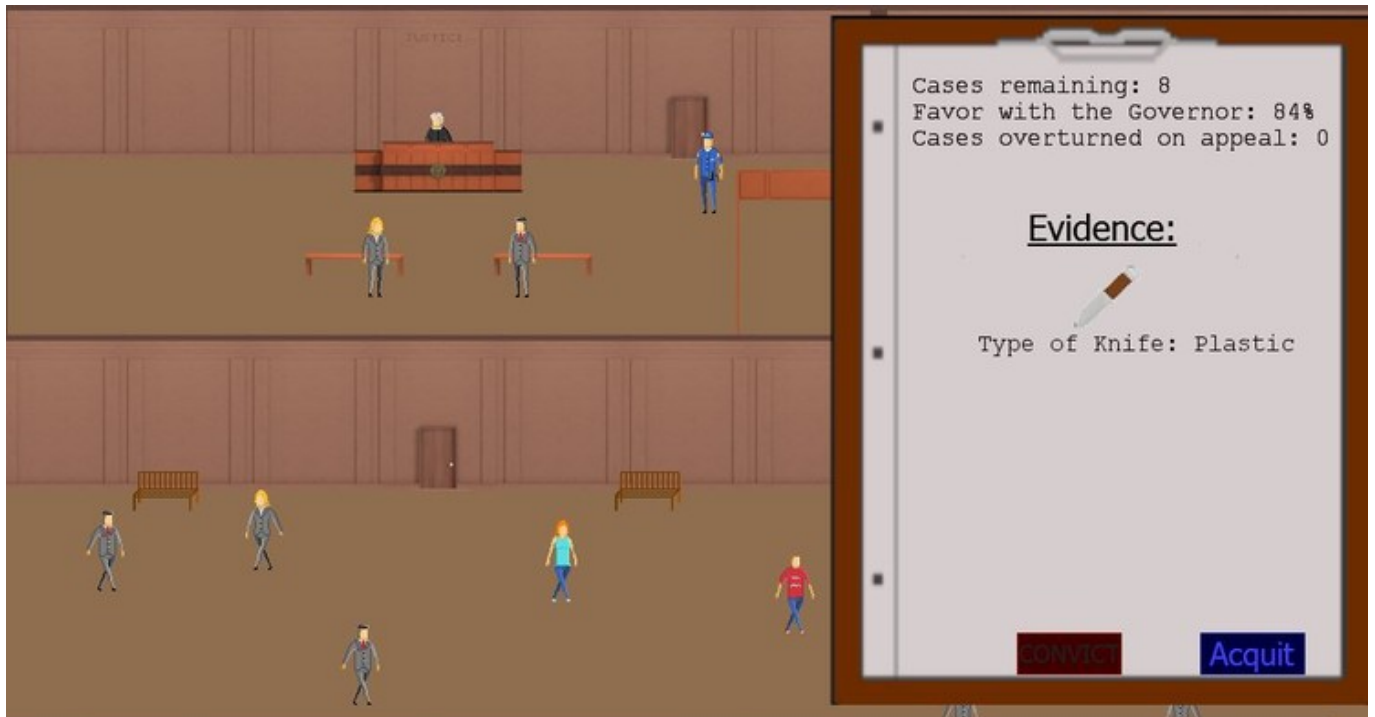 JUSTICE
Cases remaining: 8
Favor with the Governor: 84%
Cases overturned on appeal: 0
Evidence:
Type of Knife: Plastic
CONVICT
Acquit